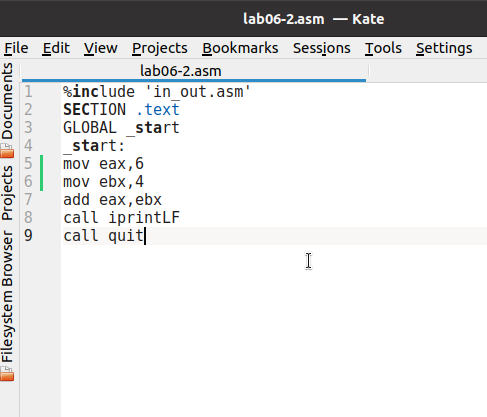 lab06-2.asm — Kate
File Edit View Projects Bookmarks Sessions Tools Settings
lab06-2.asm
Documents
Projects
Filesystem Browser
1 %include 'in_out.asm'
2 SECTION .text
3 GLOBAL _start
4 _start:
5 mov eax,6
6 mov ebx,4
7 add eax,ebx
8 call iprintLF
9 call quit